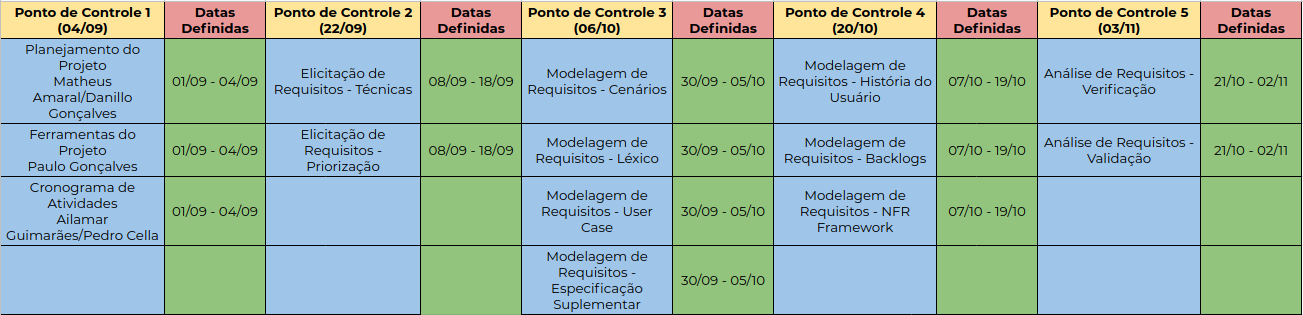 Ponto de Controle 1
(04/09)
Datas
Definidas
Ponto de Controle 2
(22/09)
Datas
Definidas
Ponto de Controle 3
(06/10)
Datas
Definidas
Ponto de Controle 4
(20/10)
Datas
Definidas
Ponto de Controle 5
(03/11)
Datas
Definidas
Planejamento do
Projeto
Matheus
Amaral/Danillo
Gonçalves
01/09 - 04/09
Elicitação de
Requisitos - Técnicas
08/09 - 18/09
Modelagem de
Requisitos - Cenários
30/09 - 05/10
Modelagem de
Requisitos - História do
Usuário
07/10 - 19/10
Análise de Requisitos -
Verificação
21/10 - 02/11
Ferramentas do
Projeto
Paulo Gonçalves
01/09 - 04/09
Elicitação de
Requisitos -
Priorização
08/09 - 18/09
Modelagem de
Requisitos - Léxico
30/09 - 05/10
Modelagem de
Requisitos - Backlogs
07/10 - 19/10
Análise de Requisitos -
Validação
21/10 - 02/11
Cronograma de
Atividades
Ailamar
Guimarães/Pedro Cella
01/09 - 04/09
Modelagem de
Requisitos - User
Case
30/09 - 05/10
Modelagem de
Requisitos - NFR
Framework
07/10 - 19/10
Modelagem de
Requisitos -
Especificação
Suplementar
30/09 - 05/10